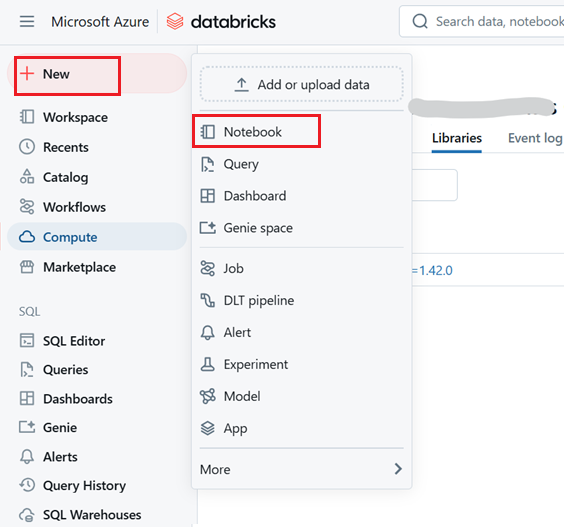 Microsoft Azure
databricks
Search data, notebook
New
Workspace
Recents
Catalog
Workflows
Compute
Marketplace
SQL
SQL Editor
Queries
Dashboards
Genie
Alerts
Query History
SQL Warehouses
Add or upload data
Notebook
Query
Dashboard
Genie space
Job
DLT pipeline
Alert
Experiment
Model
App
More
Libraries
Event log
=1.42.0